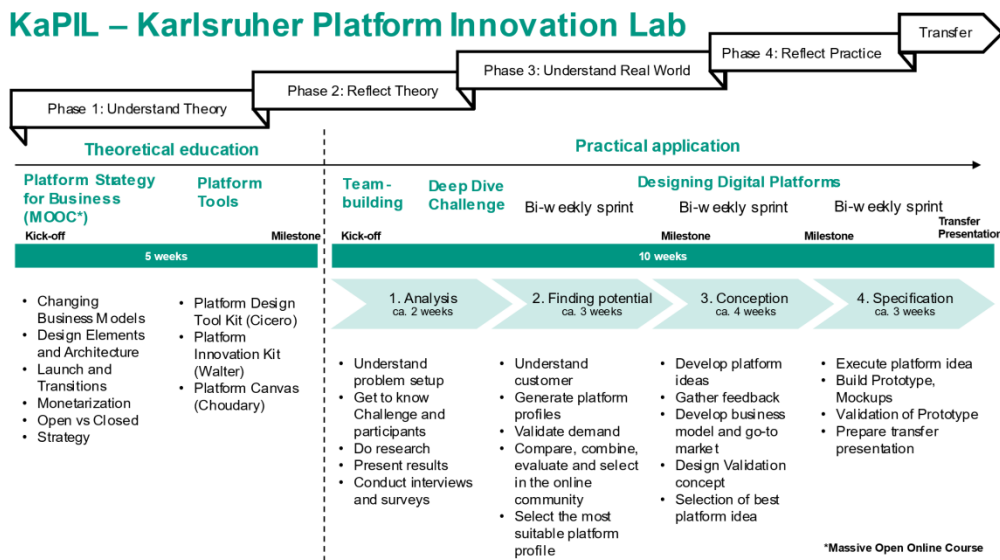 KaPIL – Karlsruher Platform Innovation Lab
Transfer
Phase 4: Reflect Practice
Phase 3: Understand Real World
Phase 2: Reflect Theory
Phase 1: Understand Theory
Theoretical education
Practical application
Platform Strategy
for Business
(MOOC*)
Platform
Tools
Team-
building
Deep Dive
Challenge
Designing Digital Platforms
Bi-weekly sprint
Bi-weekly sprint
Bi-weekly sprint
Kick-off
Milestone
Kick-off
Milestone
Milestone
Transfer
Presentation
5 weeks
10 weeks
• Changing
Business Models
• Design Elements
and Architecture
• Launch and
Transitions
• Monetarization
• Open vs Closed
• Strategy
• Platform Design
Tool Kit (Cicero)
• Platform
Innovation Kit
(Walter)
• Platform Canvas
(Choudary)
1. Analysis
ca. 2 weeks
• Understand
problem setup
• Get to know
Challenge and
participants
• Do research
• Present results
• Conduct interviews
and surveys
2. Finding potential
ca. 3 weeks
• Understand
customer
• Generate platform
profiles
• Validate demand
• Compare, combine,
evaluate and select
in the online
community
• Select the most
suitable platform
profile
3. Conception
ca. 4 weeks
• Develop platform
ideas
• Gather feedback
• Develop business
model and go-to
market
• Design Validation
concept
• Selection of best
platform idea
4. Specification
ca. 3 weeks
• Execute platform idea
• Build Prototype,
Mockups
• Validation of Prototype
• Prepare transfer
presentation
*Massive Open Online Course